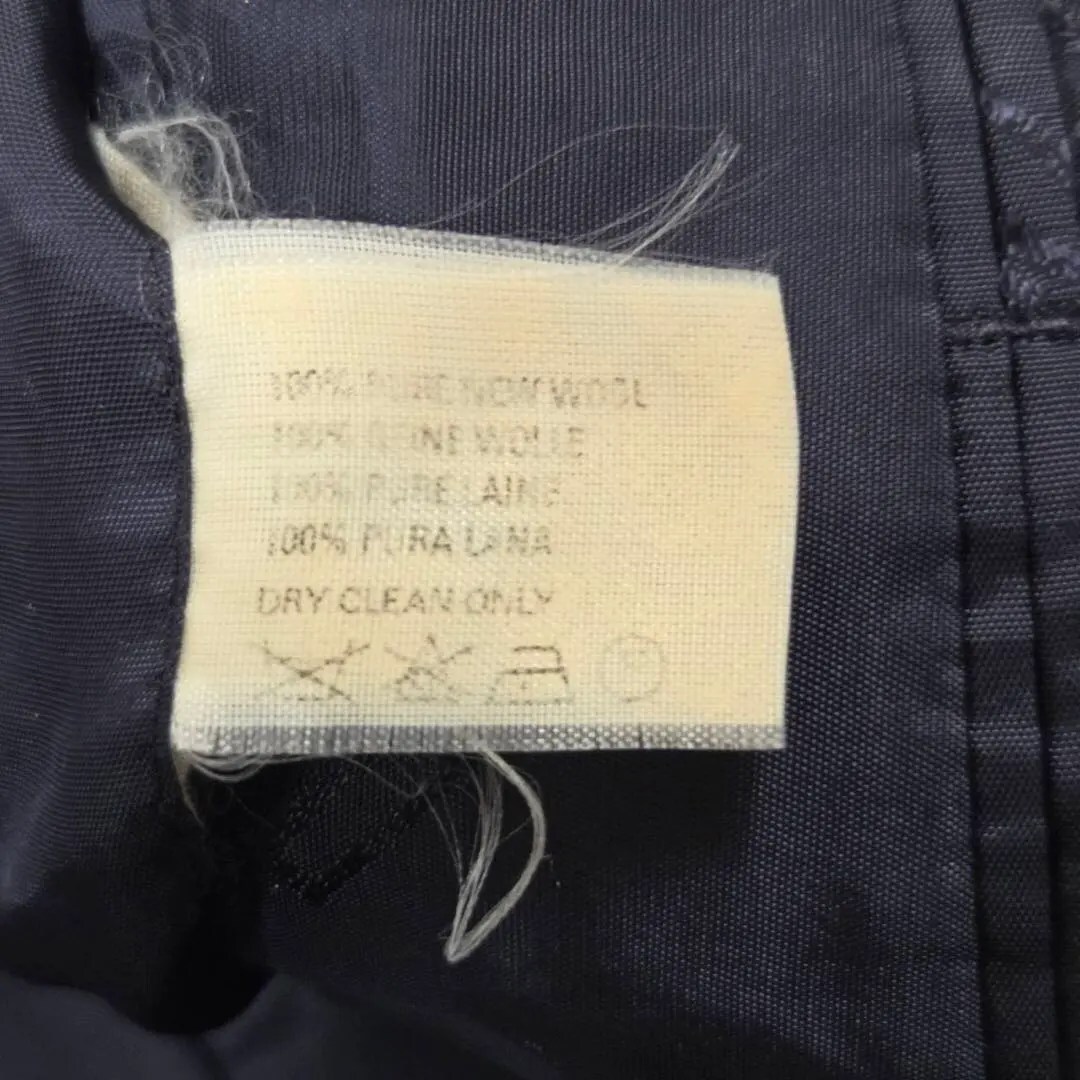 100% PURE NEW WOOL
100% REINE WOLLE
100% PURE LAINE
100% PURA LANA
DRY CLEAN ONLY